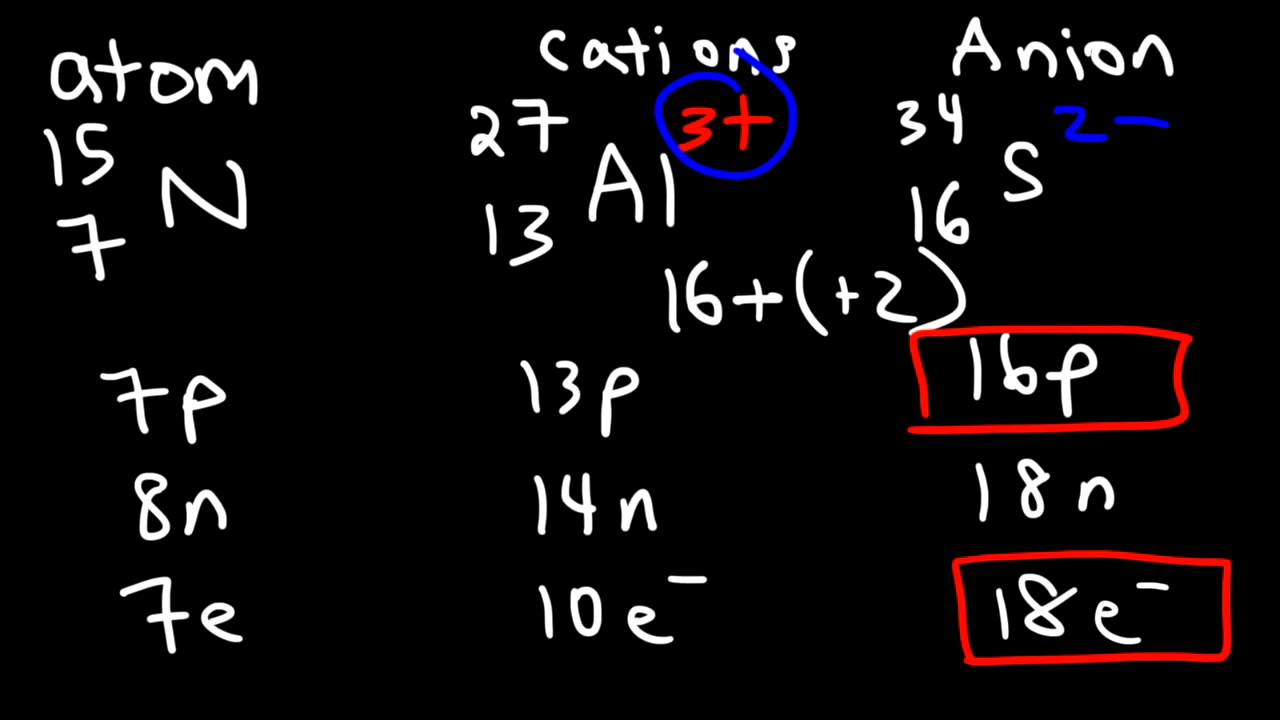 atom Cations Anion
15 7 N 27 13 Al 3+ 34 16 S 2-
16+(+2)
7p 13p 16p
8n 14n 18n
7e 10e⁻ 18e⁻